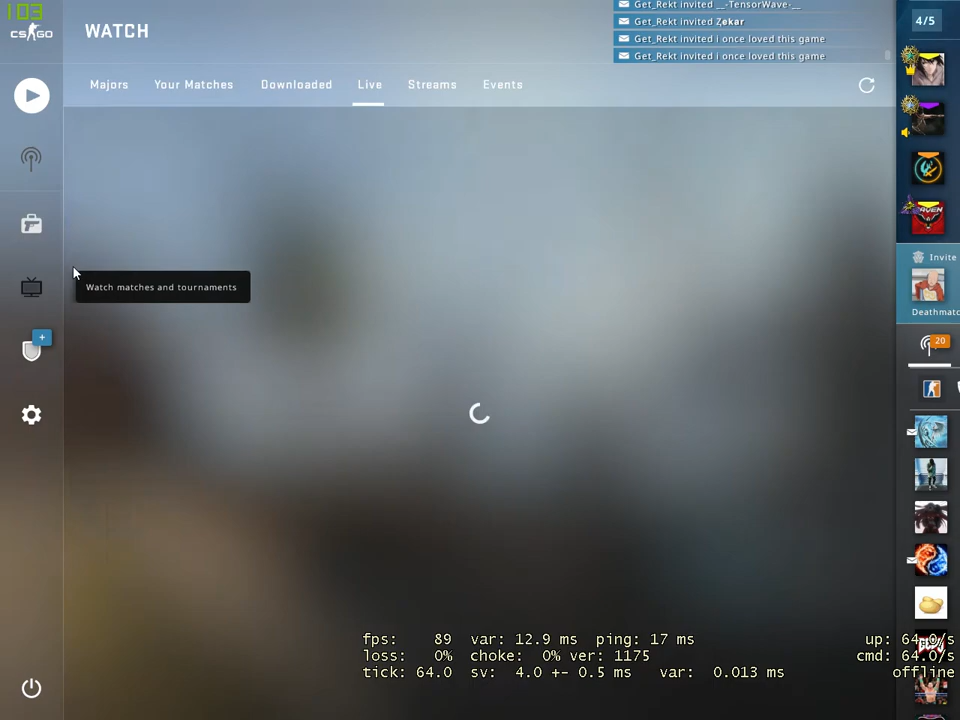 103
CS:GO
WATCH
Get_Rekt invited __-TensorWave-__
Get_Rekt invited Zekar
Get_Rekt invited i once loved this game
Get_Rekt invited i once loved this game
4/5
Majors Your Matches Downloaded Live Streams Events
Invite
Watch matches and tournaments
Deathmatc
+
20
fps: 89 var: 12.9 ms ping: 17 ms up: 64.0/s
loss: 0% choke: 0% ver: 1175 cmd: 64.0/s
tick: 64.0 sv: 4.0 +- 0.5 ms var: 0.013 ms offline